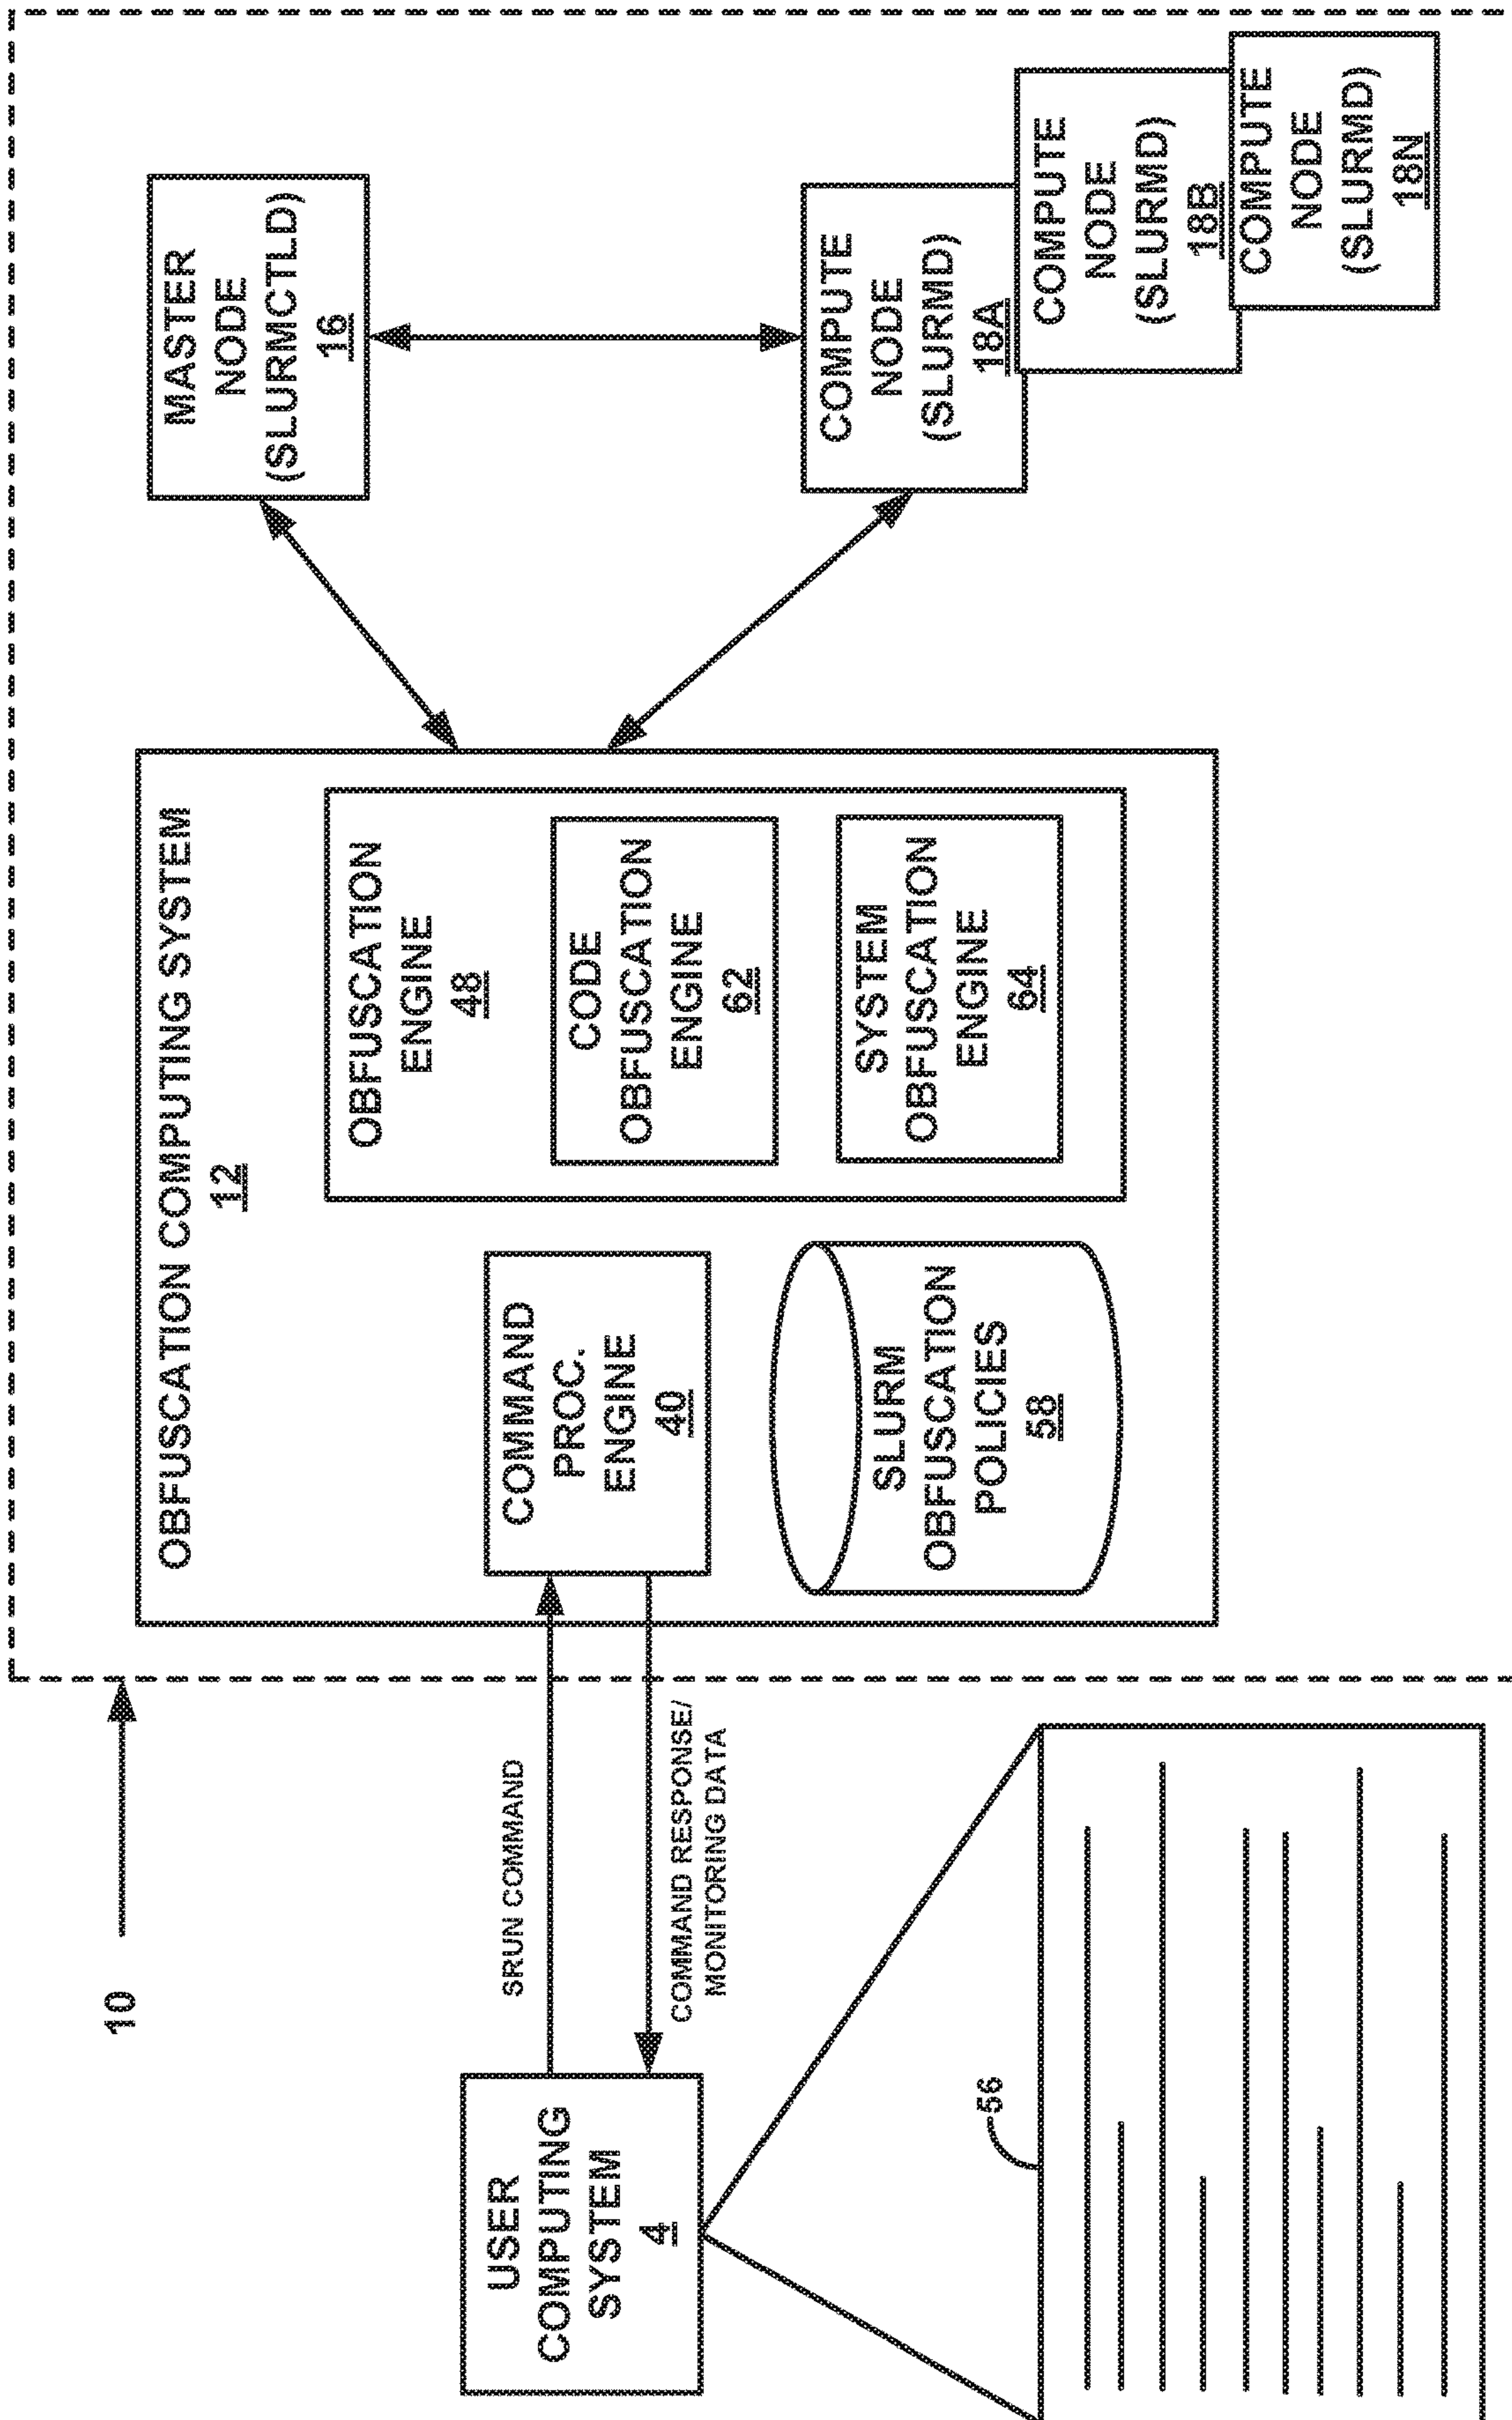 10
USER
COMPUTING
SYSTEM
4
SRUN COMMAND
COMMAND RESPONSE/
MONITORING DATA
56
OBFUSCATION COMPUTING SYSTEM
12
COMMAND
PROC.
ENGINE
40
SLURM
OBFUSCATION
POLICIES
58
OBFUSCATION
ENGINE
48
CODE
OBFUSCATION
ENGINE
62
SYSTEM
OBFUSCATION
ENGINE
64
MASTER
NODE
(SLURMCTLD)
16
COMPUTE
NODE
(SLURMD)
18A
COMPUTE
NODE
(SLURMD)
18B
COMPUTE
NODE
(SLURMD)
18N